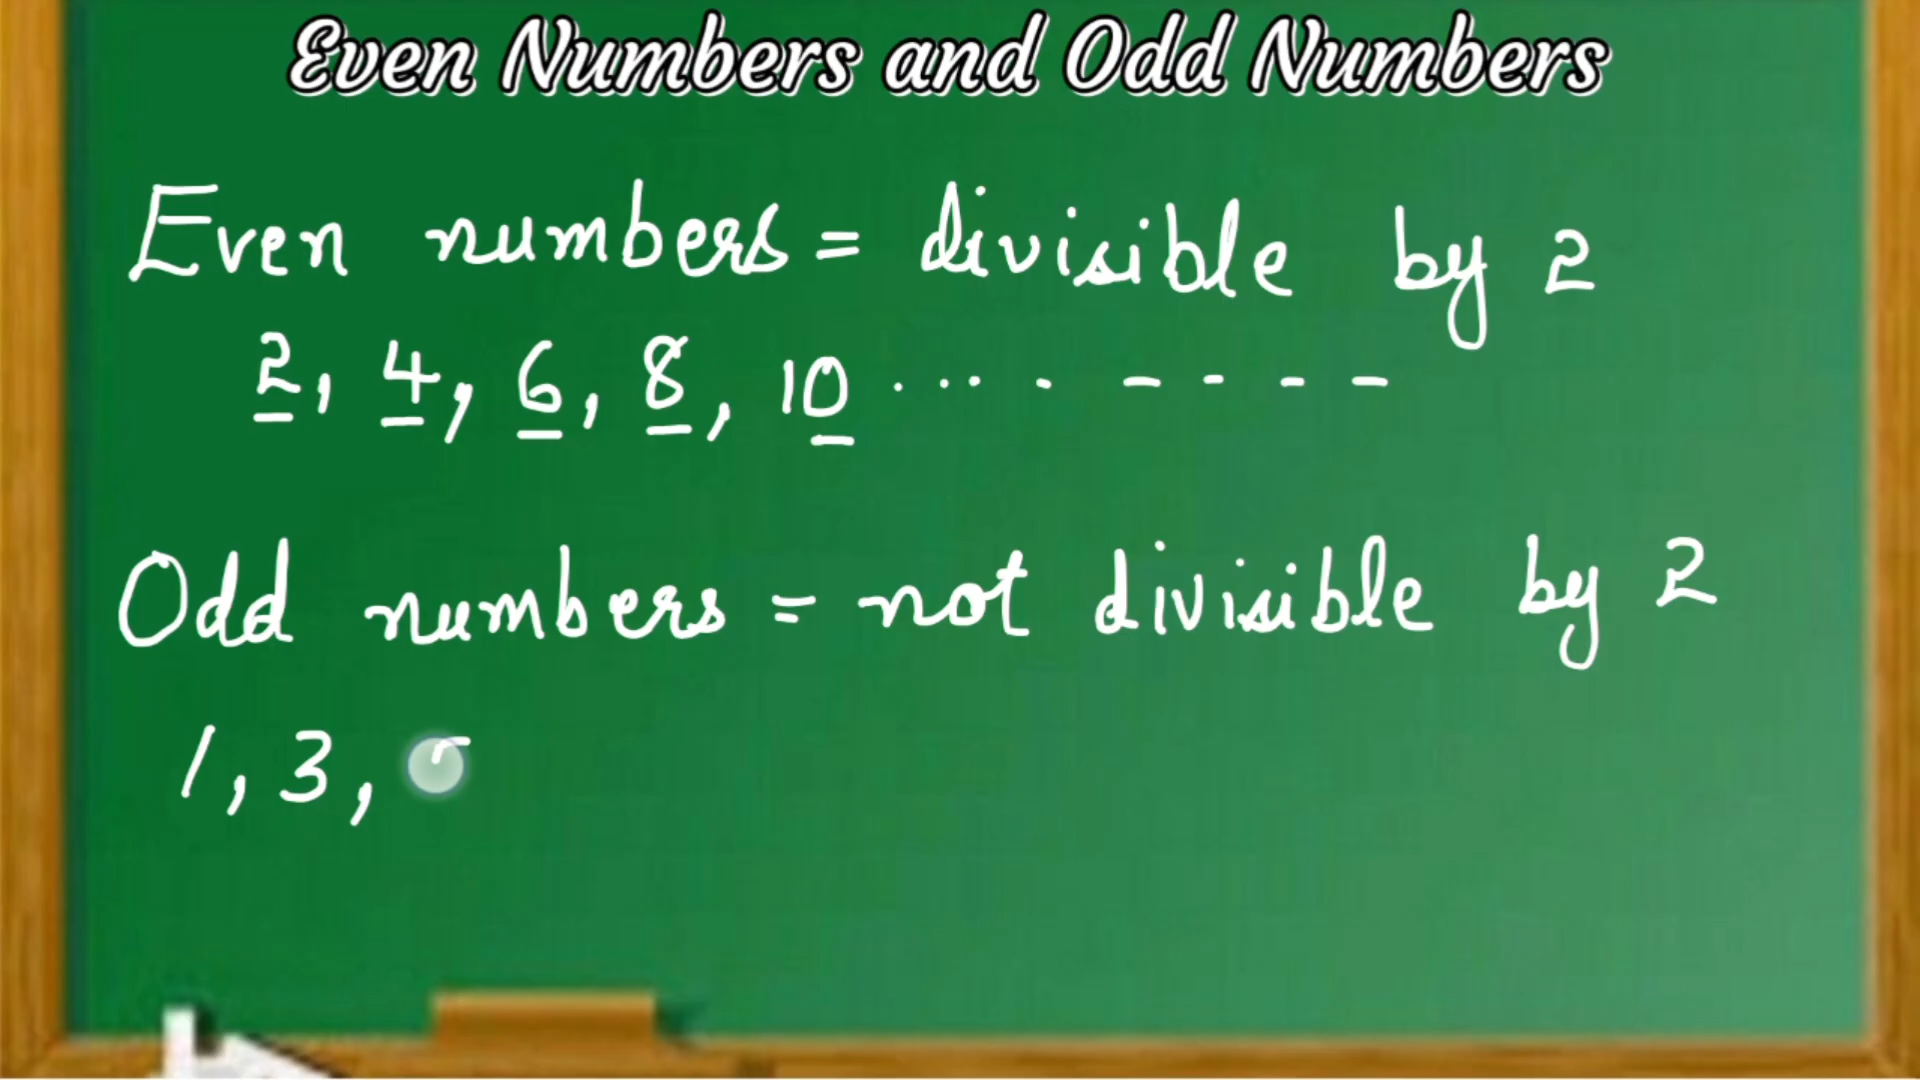 Even Numbers and Odd Numbers
Even numbers = divisible by 2
2, 4, 6, 8, 10 ···· - - - -
Odd numbers = not divisible by 2
1, 3,